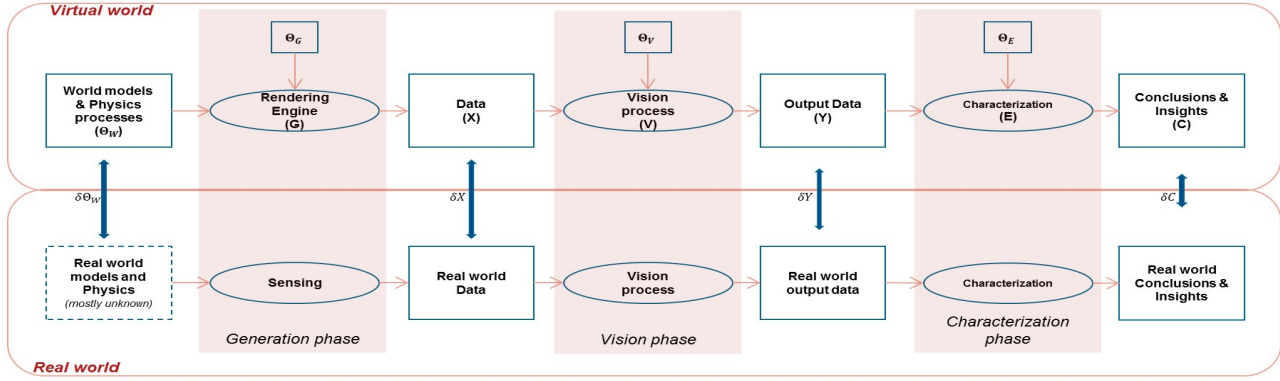 Virtual world
Θ_G
Θ_V
Θ_E
World models
& Physics
processes
(Θ_W)
Rendering
Engine
(G)
Data
(X)
Vision
process
(V)
Output Data
(Y)
Characterization
(E)
Conclusions &
Insights
(C)
δΘ_W
δX
δY
δC
Real world
models and
Physics
(mostly unknown)
Sensing
Real world
Data
Vision
process
Real world
output data
Characterization
Real world
Conclusions &
Insights
Generation phase
Vision phase
Characterization
phase
Real world